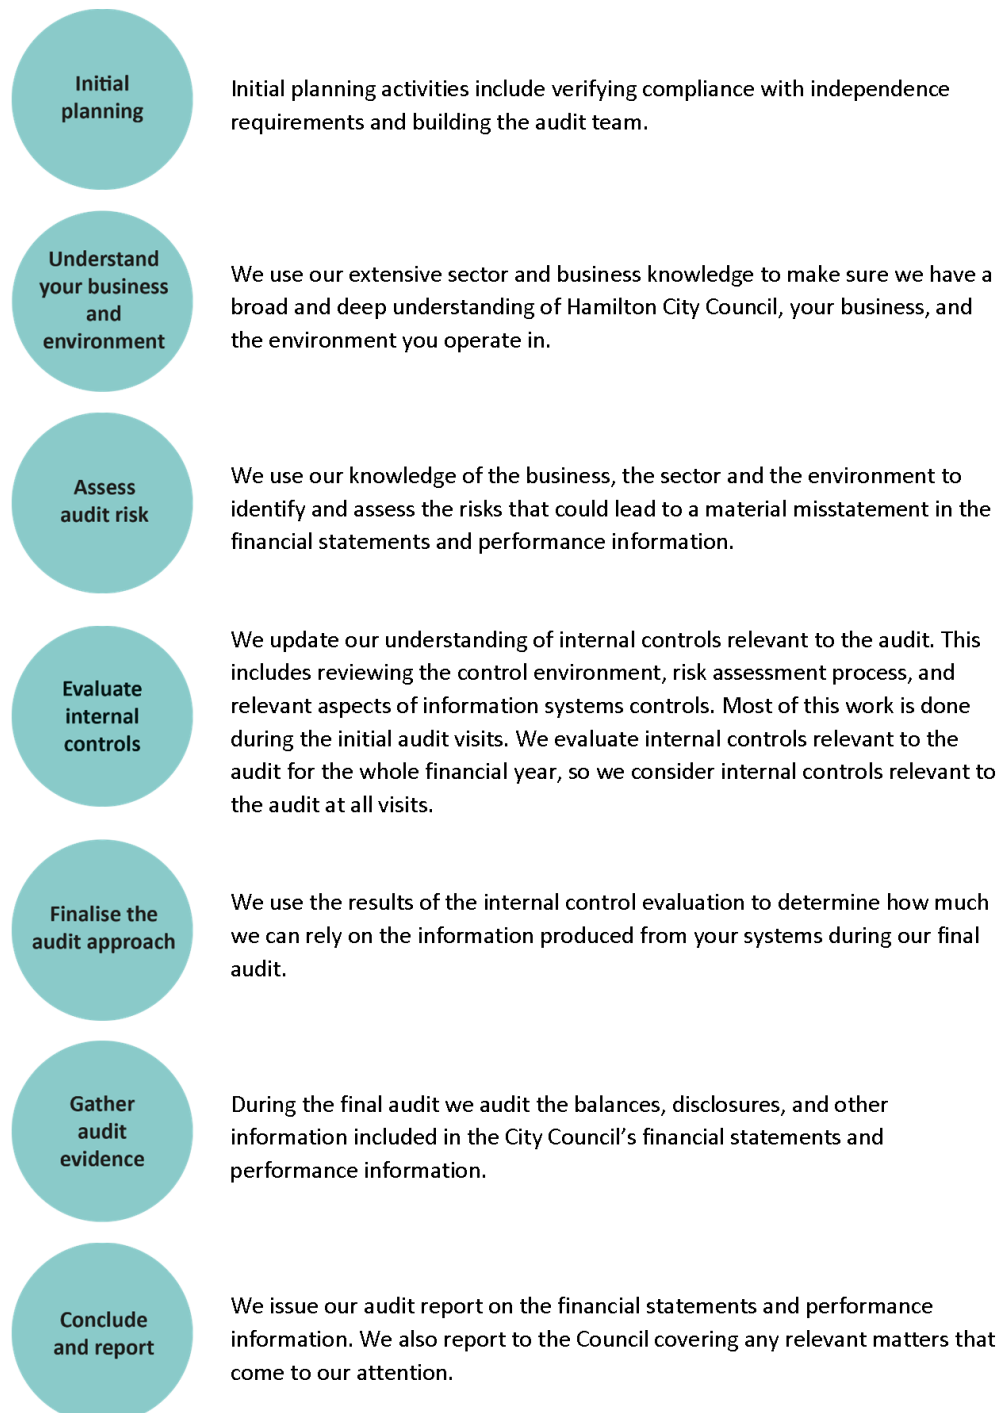 Initial
planning
Initial planning activities include verifying compliance with independence
requirements and building the audit team.
Understand
your business
and
environment
We use our extensive sector and business knowledge to make sure we have a
broad and deep understanding of Hamilton City Council, your business, and
the environment you operate in.
Assess
audit risk
We use our knowledge of the business, the sector and the environment to
identify and assess the risks that could lead to a material misstatement in the
financial statements and performance information.
Evaluate
internal
controls
We update our understanding of internal controls relevant to the audit. This
includes reviewing the control environment, risk assessment process, and
relevant aspects of information systems controls. Most of this work is done
during the initial audit visits. We evaluate internal controls relevant to the
audit for the whole financial year, so we consider internal controls relevant to
the audit at all visits.
Finalise the
audit approach
We use the results of the internal control evaluation to determine how much
we can rely on the information produced from your systems during our final
audit.
Gather
audit
evidence
During the final audit we audit the balances, disclosures, and other
information included in the City Council’s financial statements and
performance information.
Conclude
and report
We issue our audit report on the financial statements and performance
information. We also report to the Council covering any relevant matters that
come to our attention.